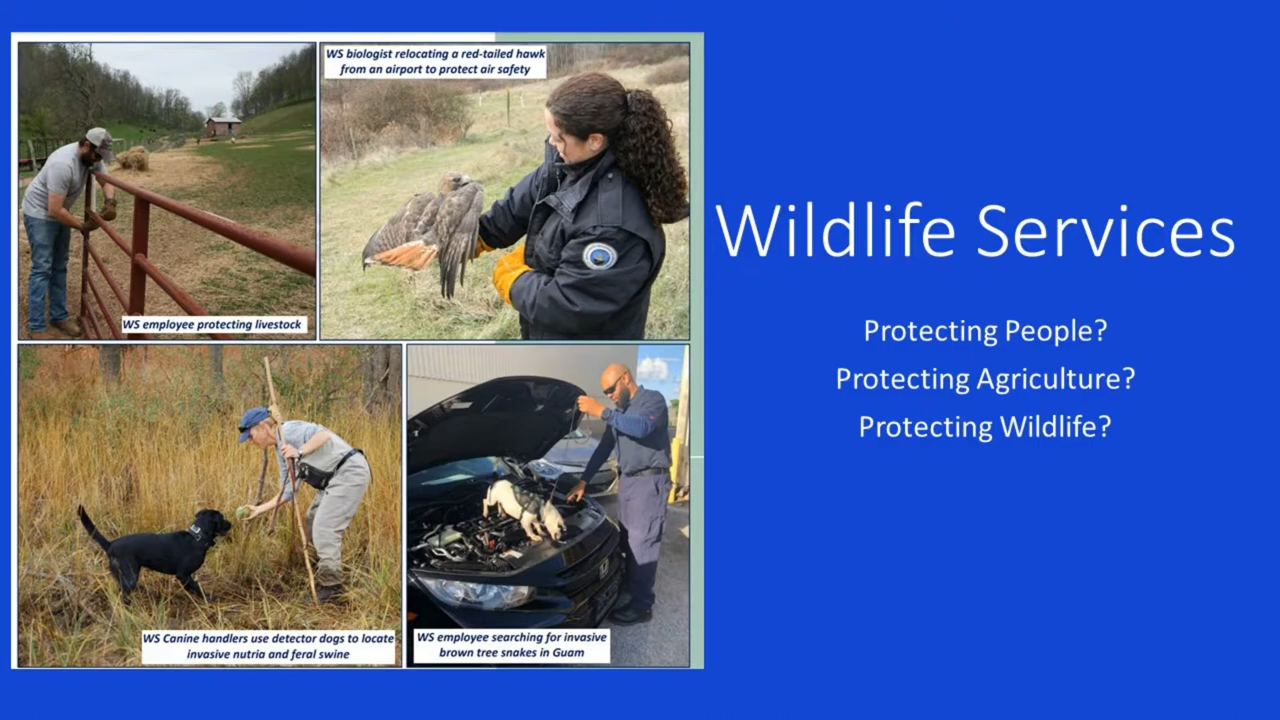 WS biologist relocating a red-tailed hawk
from an airport to protect air safety
WS employee protecting livestock
WS Canine handlers use detector dogs to locate
invasive nutria and feral swine
WS employee searching for invasive
brown tree snakes in Guam
Wildlife Services
Protecting People?
Protecting Agriculture?
Protecting Wildlife?